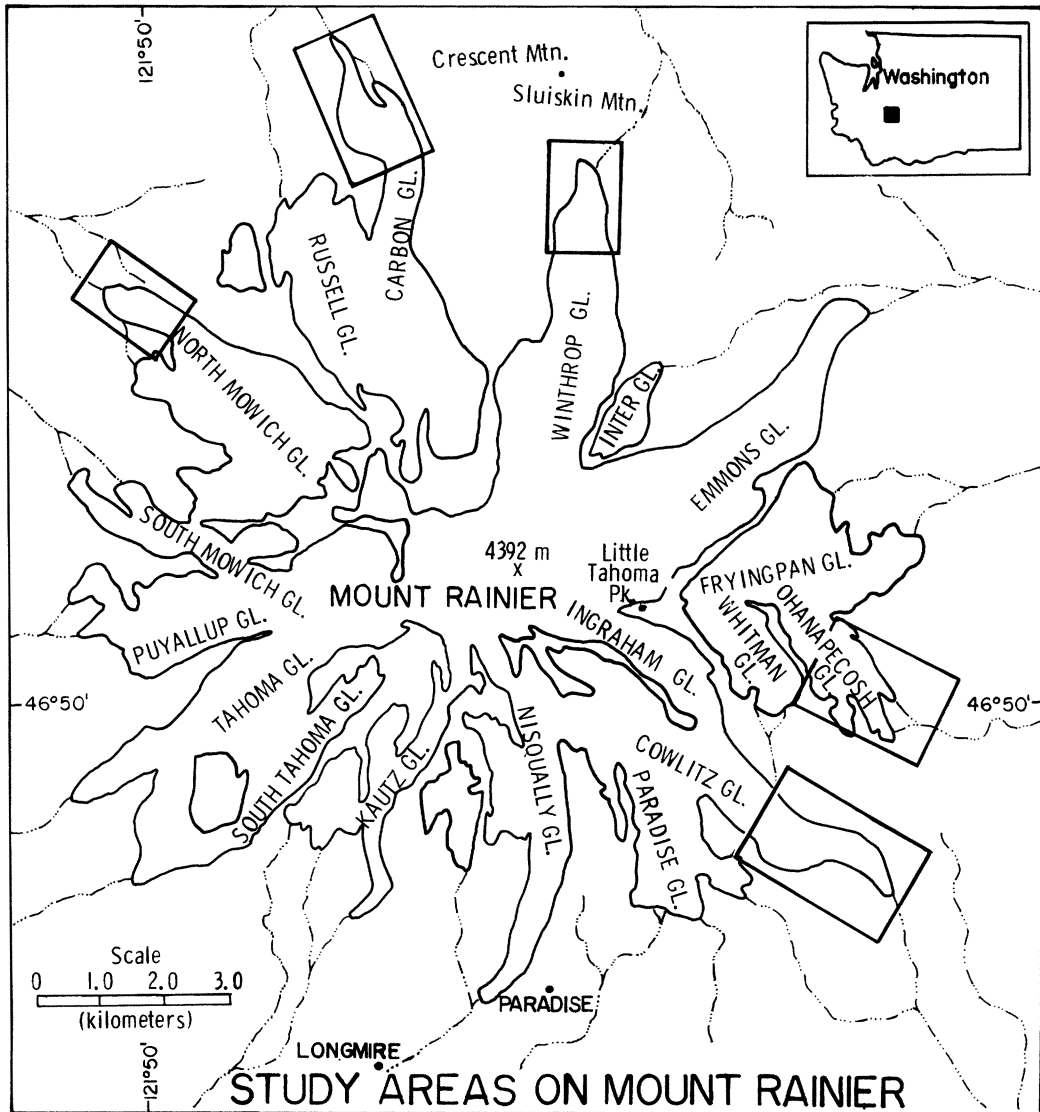 121°50'
Crescent Mtn.
Sluiskin Mtn.
Washington
CARBON GL.
RUSSELL GL.
NORTH MOWICH GL.
WINTHROP GL.
INTER GL.
EMMONS GL.
SOUTH MOWICH GL.
4392 m
x
Little
Tahoma
Pk.
MOUNT RAINIER
FRYINGPAN GL.
OHANAPECOSH
GL.
WHITMAN
GL.
INGRAHAM GL.
PUYALLUP GL.
TAHOMA GL.
46°50'
46°50'
SOUTH TAHOMA GL.
KAUTZ GL.
NISQUALLY GL.
COWLITZ GL.
PARADISE GL.
Scale
0 1.0 2.0 3.0
(kilometers)
PARADISE
LONGMIRE
121°50'
STUDY AREAS ON MOUNT RAINIER